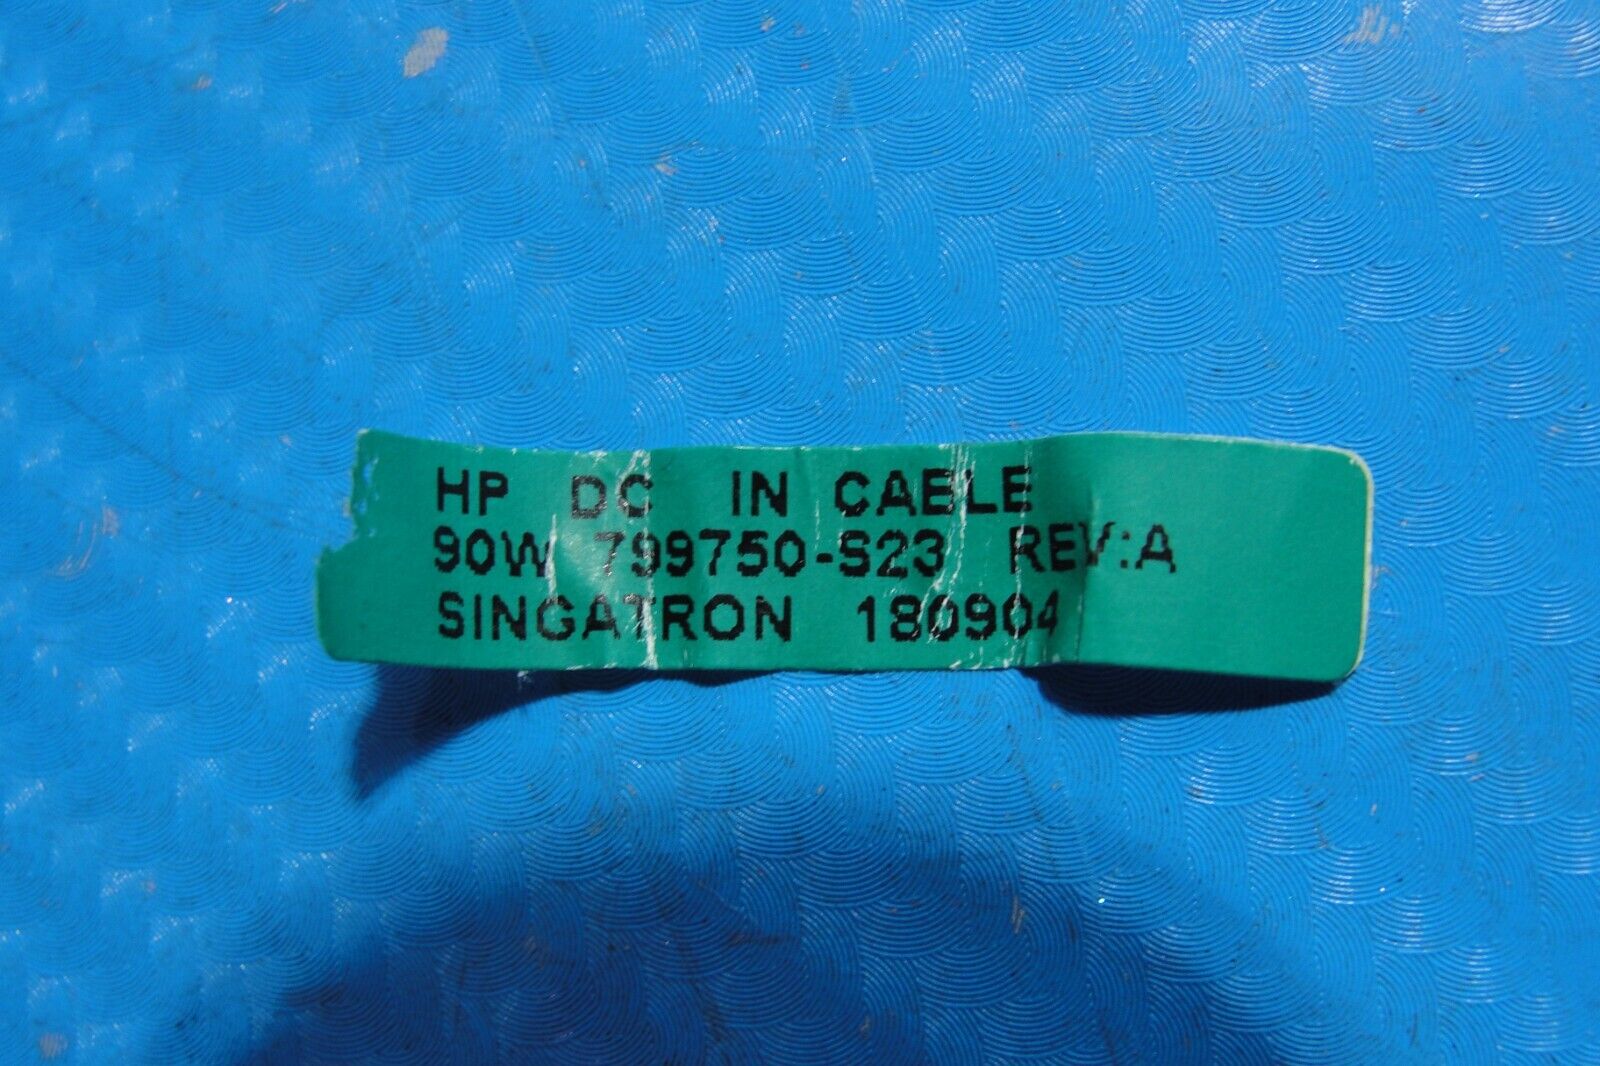 HP DC IN CABLE
90W 799750-S23 REV:A
SINGATRON 180904